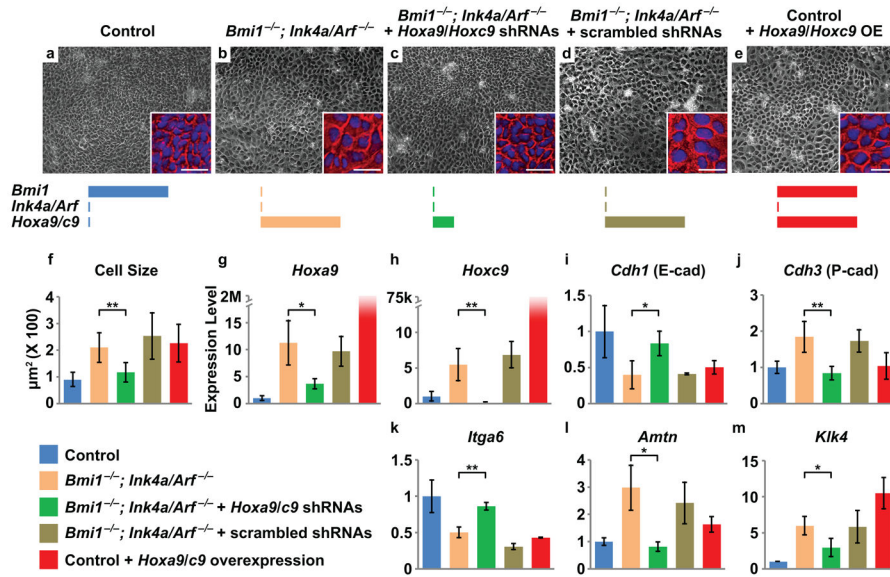 Control
Bmi1–/–; Ink4a/Arf–/–
Bmi1–/–; Ink4a/Arf–/–
+ Hoxa9/Hoxc9 shRNAs
Bmi1–/–; Ink4a/Arf–/–
+ scrambled shRNAs
Control
+ Hoxa9/Hoxc9 OE
a
b
c
d
e
Bmi1
Ink4a/Arf
Hoxa9/c9
f
Cell Size
µm² (X 100)
4
3
2
1
0
**
g
Hoxa9
Expression Level
2M
15
10
5
0
*
h
Hoxc9
75k
10
5
0
**
i
Cdh1 (E-cad)
1.5
1
0.5
0
*
j
Cdh3 (P-cad)
3
2
1
0
**
Control
Bmi1–/–; Ink4a/Arf–/–
Bmi1–/–; Ink4a/Arf–/– + Hoxa9/c9 shRNAs
Bmi1–/–; Ink4a/Arf–/– + scrambled shRNAs
Control + Hoxa9/c9 overexpression
k
Itga6
1.5
1
0.5
0
**
l
Amtn
4
3
2
1
0
*
m
Klk4
15
10
5
0
*